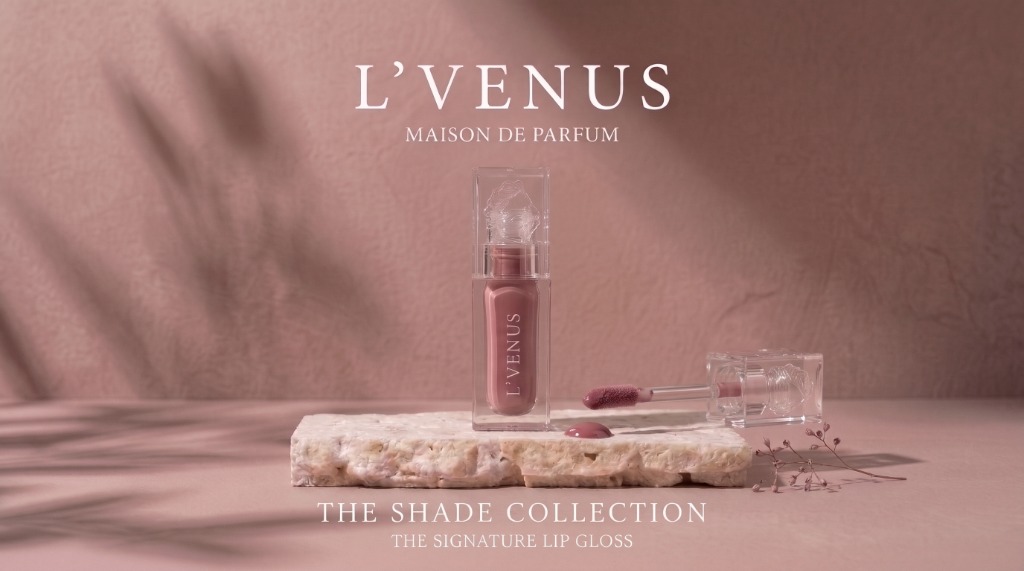 L'VENUS
MAISON DE PARFUM
L'VENUS
THE SHADE COLLECTION
THE SIGNATURE LIP GLOSS